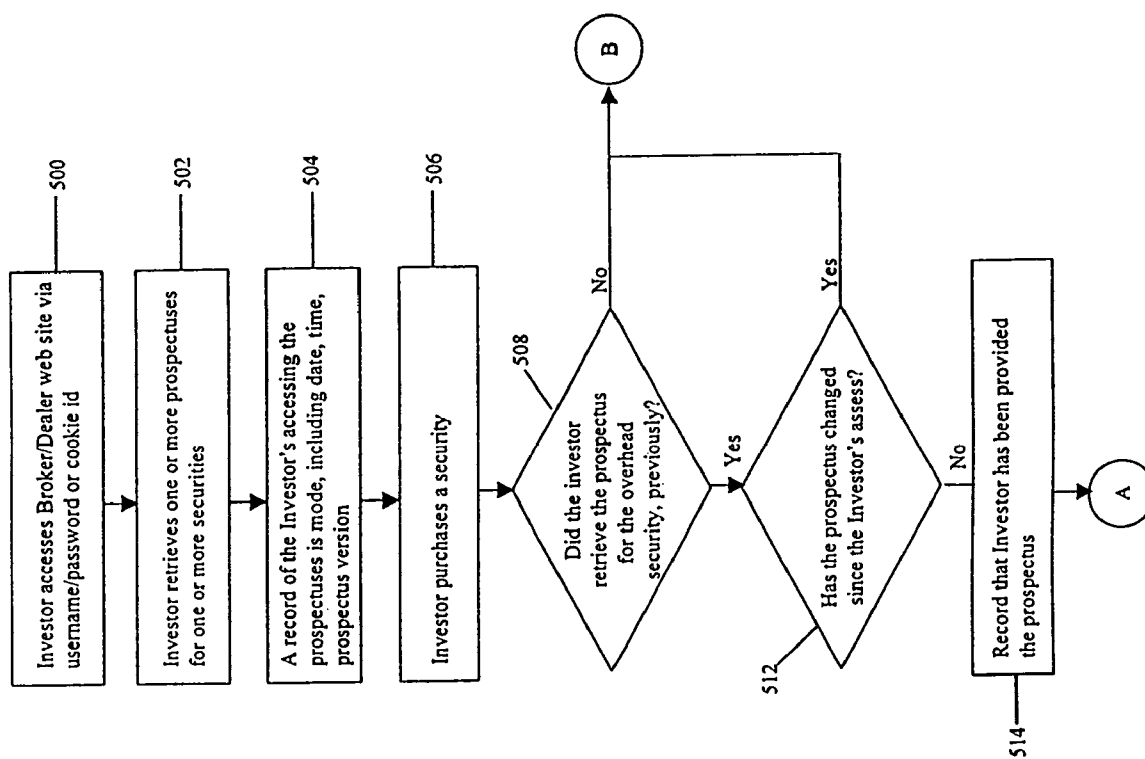 Investor accesses Broker/Dealer web site via
username/password or cookie id
500
Investor retrieves one or more prospectuses
for one or more securities
502
A record of the Investor's accessing the
prospectuses is mode, including date, time,
prospectus version
504
Investor purchases a security
506
Did the investor
retrieve the prospectus
for the overhead
security, previously?
508
No
B
Yes
Has the prospectus changed
since the Investor's assess?
512
Yes
No
Record that Investor has been provided
the prospectus
514
A